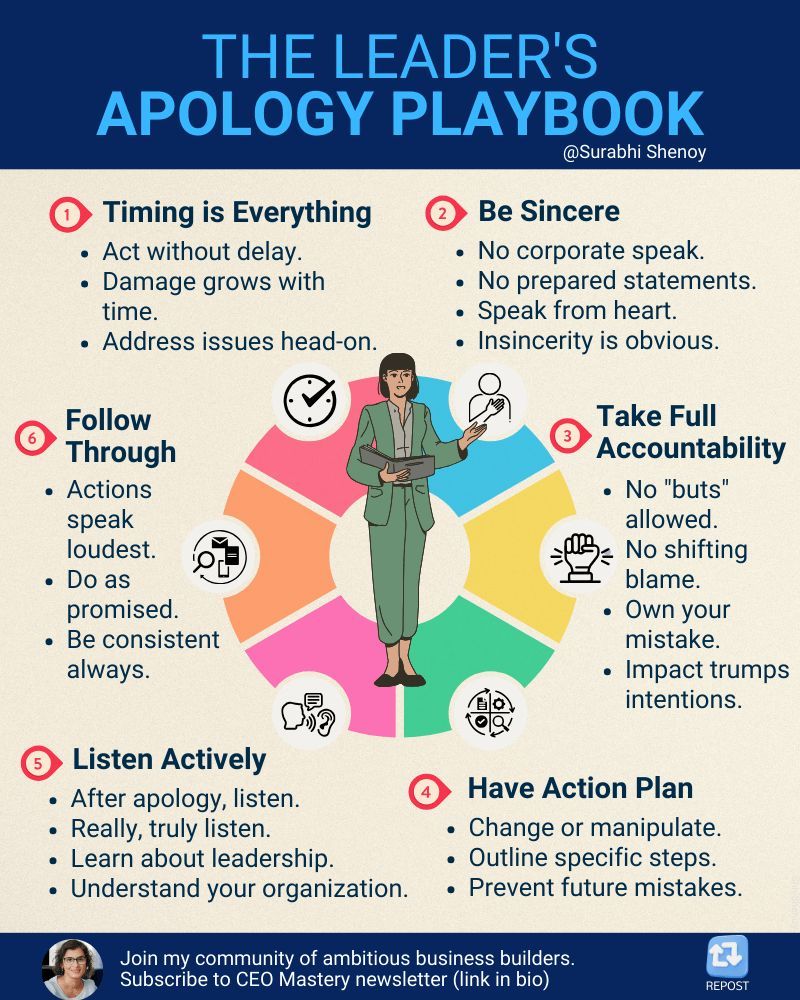 THE LEADER'S
APOLOGY PLAYBOOK
@Surabhi Shenoy
1 Timing is Everything
• Act without delay.
• Damage grows with
time.
• Address issues head-on.
2 Be Sincere
• No corporate speak.
• No prepared statements.
• Speak from heart.
• Insincerity is obvious.
3 Take Full
Accountability
• No "buts"
allowed.
• No shifting
blame.
• Own your
mistake.
• Impact trumps
intentions.
4 Have Action Plan
• Change or manipulate.
• Outline specific steps.
• Prevent future mistakes.
5 Listen Actively
• After apology, listen.
• Really, truly listen.
• Learn about leadership.
• Understand your organization.
6 Follow
Through
• Actions
speak
loudest.
• Do as
promised.
• Be consistent
always.
Join my community of ambitious business builders.
Subscribe to CEO Mastery newsletter (link in bio)
REPOST